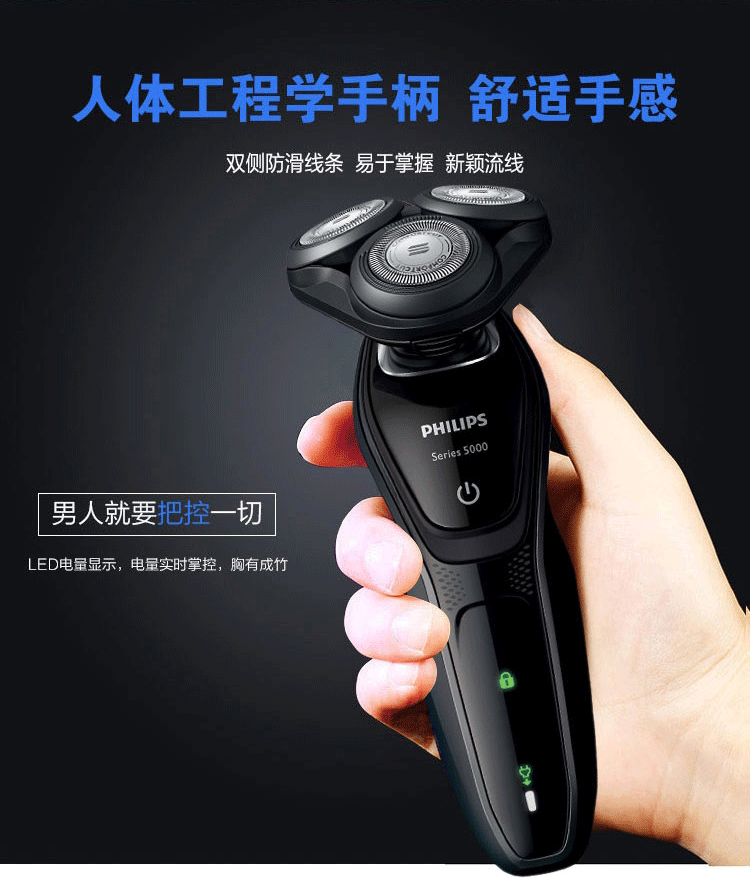 人体工程学手柄 舒适手感
双侧防滑线条 易于掌握 新颖流线
COMFORTCUT
PHILIPS
Series 5000
男人就要把控一切
LED电量显示，电量实时掌控，胸有成竹